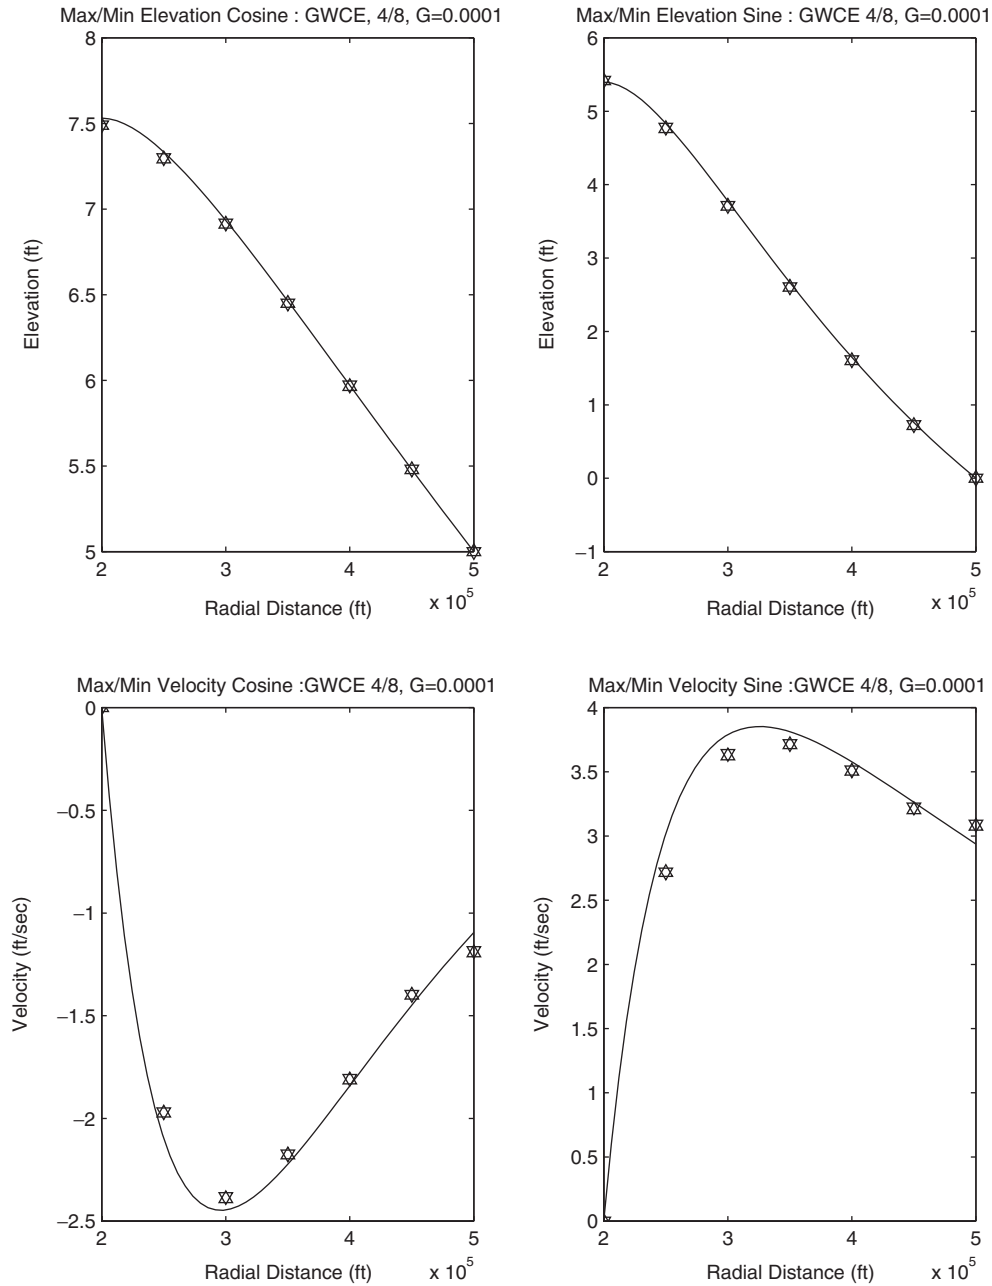 Max/Min Elevation Cosine : GWCE, 4/8, G=0.0001
8
7.5
7
6.5
6
5.5
5
Elevation (ft)
2
3
4
5
Radial Distance (ft)
x 10^5
Max/Min Elevation Sine : GWCE 4/8, G=0.0001
6
5
4
3
2
1
0
−1
Elevation (ft)
2
3
4
5
Radial Distance (ft)
x 10^5
Max/Min Velocity Cosine :GWCE 4/8, G=0.0001
0
−0.5
−1
−1.5
−2
−2.5
Velocity (ft/sec)
2
3
4
5
Radial Distance (ft)
x 10^5
Max/Min Velocity Sine :GWCE 4/8, G=0.0001
4
3.5
3
2.5
2
1.5
1
0.5
0
Velocity (ft/sec)
2
3
4
5
Radial Distance (ft)
x 10^5